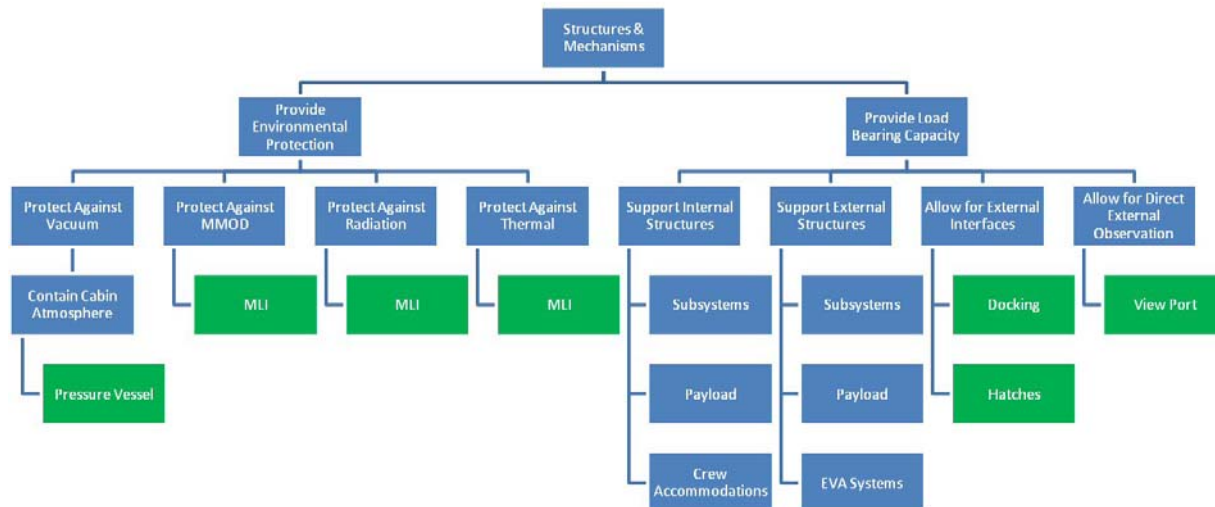 Structures &
Mechanisms
Provide
Environmental
Protection
Provide Load
Bearing Capacity
Protect Against
Vacuum
Protect Against
MMOD
Protect Against
Radiation
Protect Against
Thermal
Support Internal
Structures
Support External
Structures
Allow for External
Interfaces
Allow for Direct
External
Observation
Contain Cabin
Atmosphere
MLI
MLI
MLI
Subsystems
Subsystems
Docking
View Port
Pressure Vessel
Payload
Payload
Hatches
Crew
Accommodations
EVA Systems